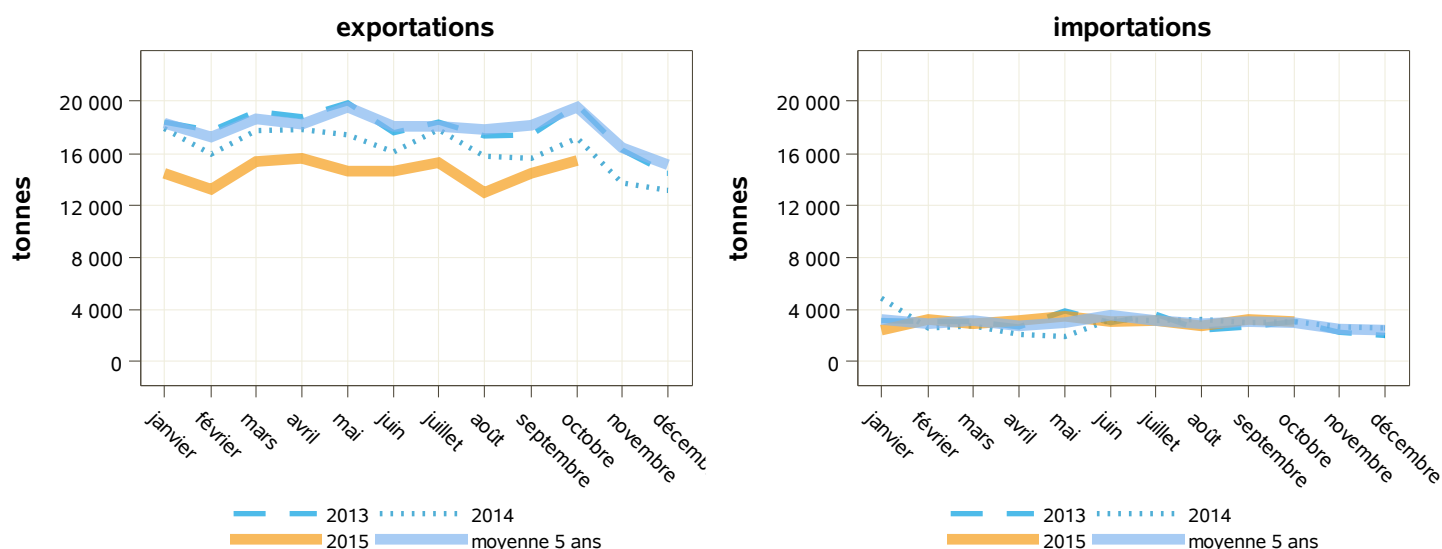 exportations
tonnes
20 000
16 000
12 000
8 000
4 000
0
janvier
février
mars
avril
mai
juin
juillet
août
septembre
octobre
novembre
décemb
2013
2014
2015
moyenne 5 ans
importations
tonnes
20 000
16 000
12 000
8 000
4 000
0
janvier
février
mars
avril
mai
juin
juillet
août
septembre
octobre
novembre
décembre
2013
2014
2015
moyenne 5 ans